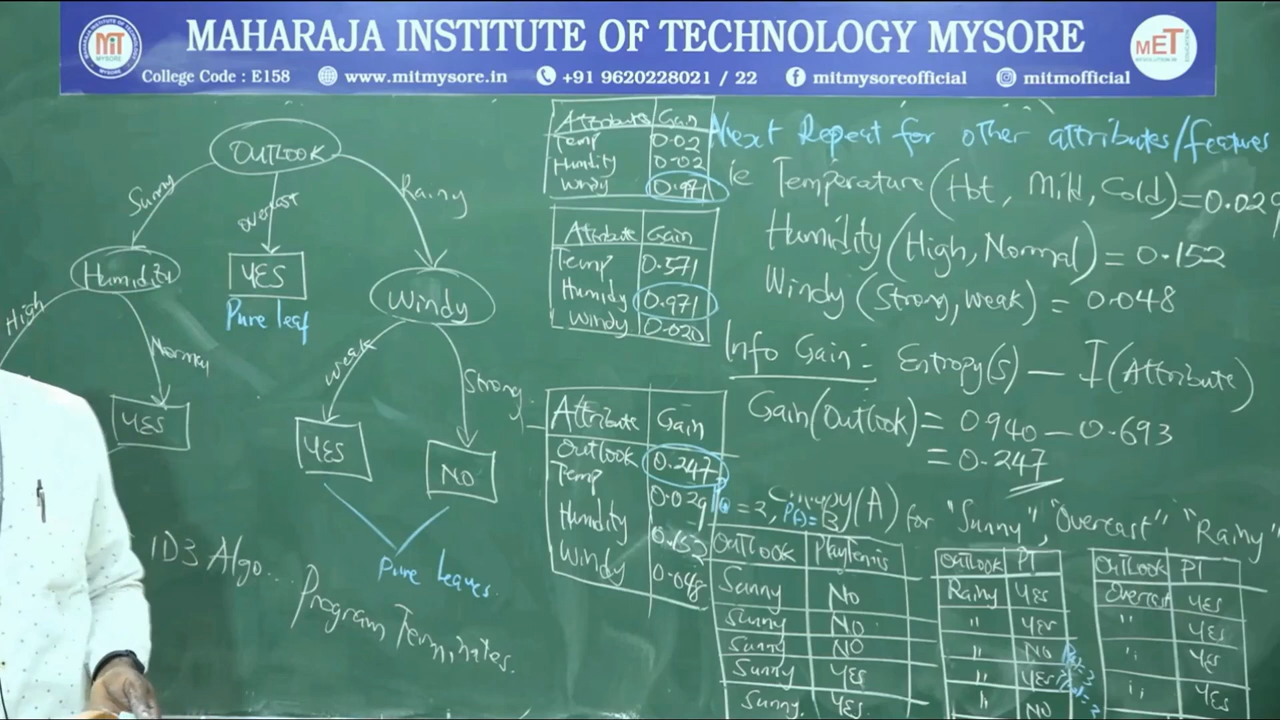 MAHARAJA INSTITUTE OF TECHNOLOGY MYSORE
MIT
MYSORE
College Code : E158 www.mitmysore.in +91 9620228021 / 22 mitmysoreofficial mitmofficial
MET
OUTLOOK
Sunny
overcast
Rainy
Humidity
YES
Pure leaf
Windy
High
Normal
YES
weak
Strong
YES
NO
Pure Leaves
ID3 Algo...
Program Terminates.
Attribute Gain
Temp 0.02
Humidity 0.02
Windy 0.971
Attribute Gain
Temp 0.571
Humidy 0.971
Windy 0.020
Attribute Gain
Outlook 0.247
Temp 0.029
Humidity 0.152
Windy 0.048
Next Repeat for other attributes/features
ie Temperature (Hot, Mild, Cold) = 0.029
Humidity (High, Normal) = 0.152
Windy (Strong, weak) = 0.048
Info Gain : Entropy(S) — I(Attribute)
Gain(Outlook) = 0.940 — 0.693
= 0.247
(A) for "Sunny", "Overcast" "Rainy"
OUTLOOK PlayTennis
Sunny No
Sunny NO
Sunny NO
Sunny YES
Sunny. YES
OUTLOOK PT
Rainy YES
" YES
" NO
" YES
" NO
OUTLOOK PT
Overcast YES
" YES
" YES
" YES